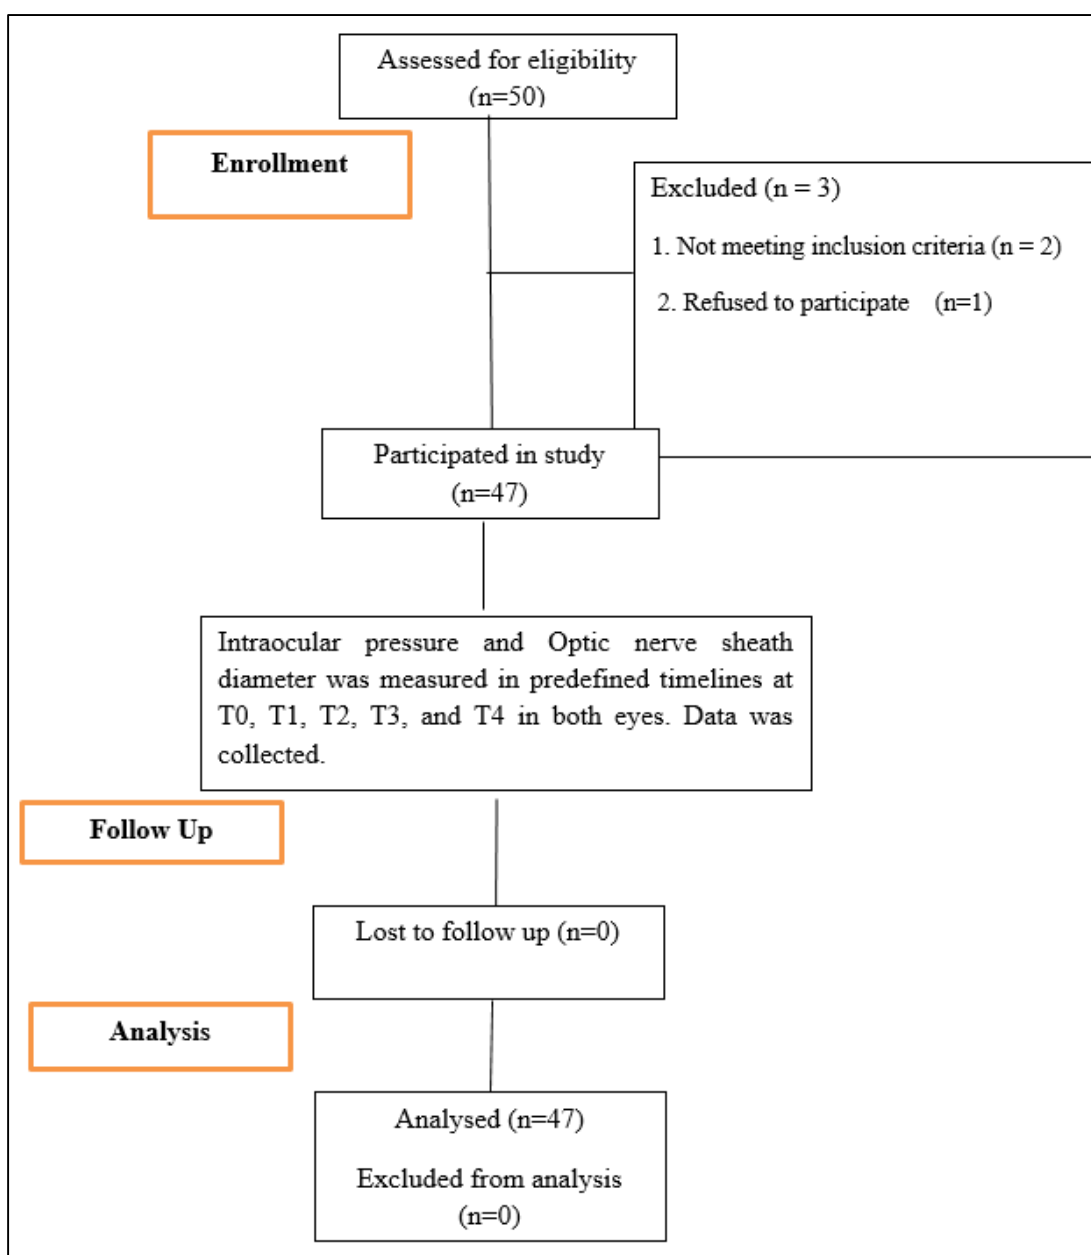 Assessed for eligibility
(n=50)
Enrollment
Excluded (n = 3)
1. Not meeting inclusion criteria (n = 2)
2. Refused to participate (n=1)
Participated in study
(n=47)
Intraocular pressure and Optic nerve sheath
diameter was measured in predefined timelines at
T0, T1, T2, T3, and T4 in both eyes. Data was
collected.
Follow Up
Lost to follow up (n=0)
Analysis
Analysed (n=47)
Excluded from analysis
(n=0)